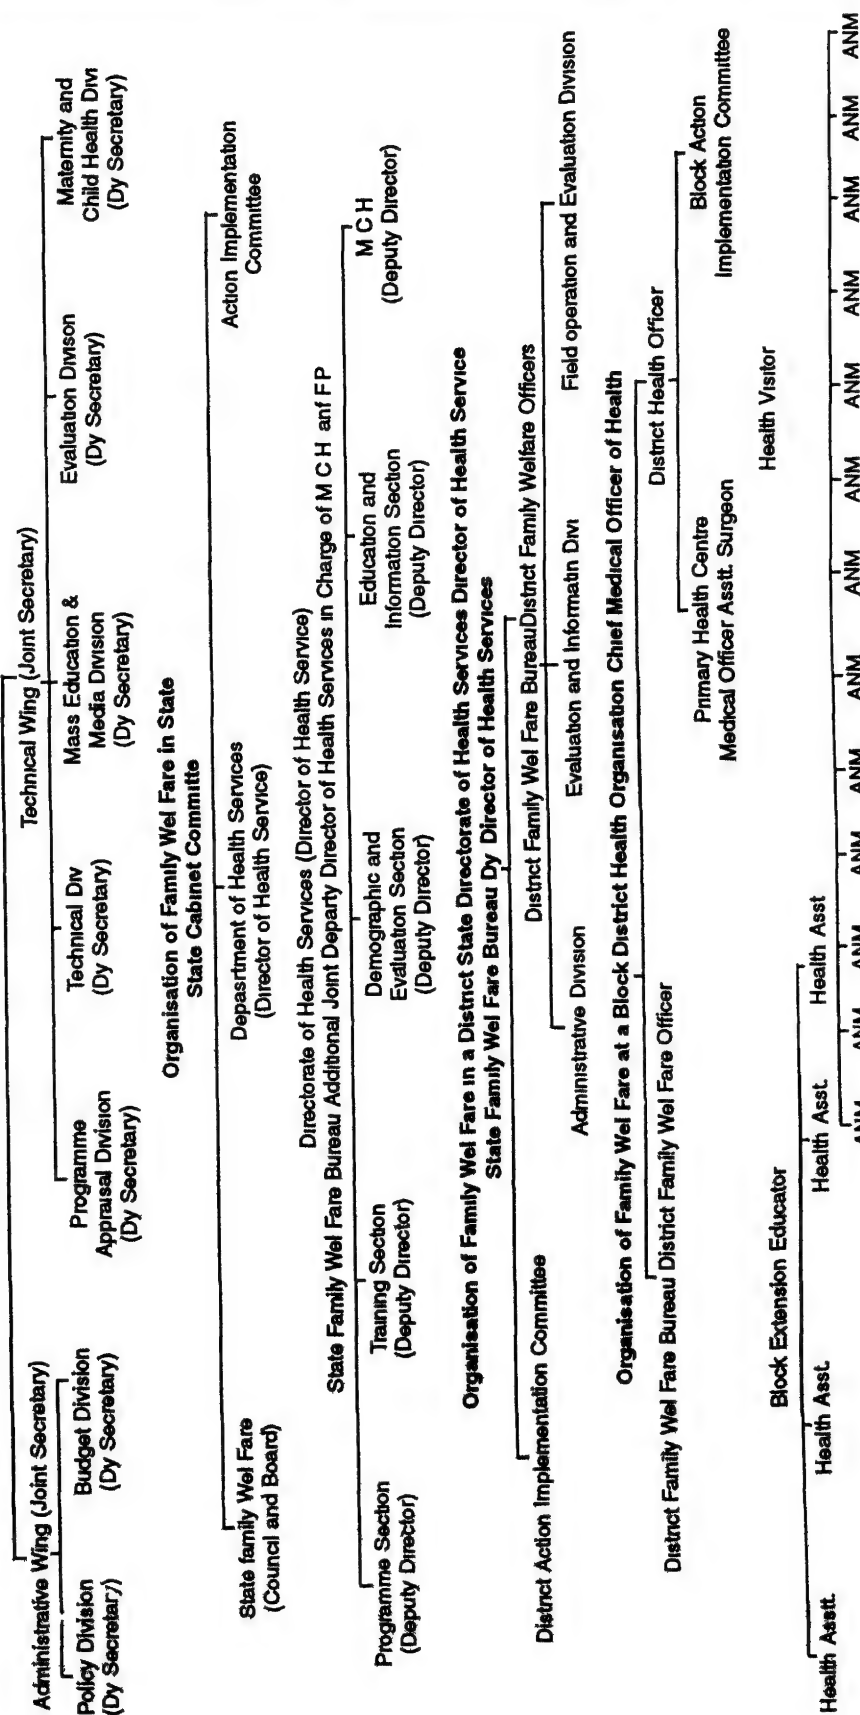 Administrative Wing (Joint Secretary)
Technical Wing (Joint Secretary)
Policy Division
(Dy Secretary)
Budget Division
(Dy Secretary)
Programme
Appraisal Division
(Dy Secretary)
Technical Div
(Dy Secretary)
Mass Education &
Media Division
(Dy Secretary)
Evaluation Divison
(Dy Secretary)
Maternity and
Child Health Divi
(Dy Secretary)
Organisation of Family Wel Fare in State
State Cabinet Committe
State family Wel Fare
(Council and Board)
Depasrtment of Health Services
(Director of Health Service)
Action Implementation
Committee
Directorate of Health Services (Director of Health Service)
State Family Wel Fare Bureau Additional Joint Departy Director of Health Services in Charge of M C H anf FP
Programme Section
(Deputy Director)
Training Section
(Deputy Director)
Demographic and
Evaluation Section
(Deputy Director)
Education and
Information Section
(Deputy Director)
M C H
(Deputy Director)
Organisation of Family Wel Fare in a District State Directorate of Health Services Director of Health Service
State Family Wel Fare Bureau Dy Director of Health Services
District Action Implementation Committee
District Family Wel Fare BureauDistrict Family Welfare Officers
Administrative Division
Evaluation and Informatin Divi
Field operation and Evaluation Division
Organisation of Family Wel Fare at a Block District Health Organisation Chief Medical Officer of Health
District Family Wel Fare Bureau District Family Wel Fare Officer
District Health Officer
Primary Health Centre
Medical Officer Asstt. Surgeon
Block Action
Implementation Committee
Block Extension Educator
Health Visitor
Health Asstt.
Health Asst.
Health Asst.
Health Asst
ANM ANM ANM ANM ANM ANM ANM ANM ANM ANM ANM ANM ANM